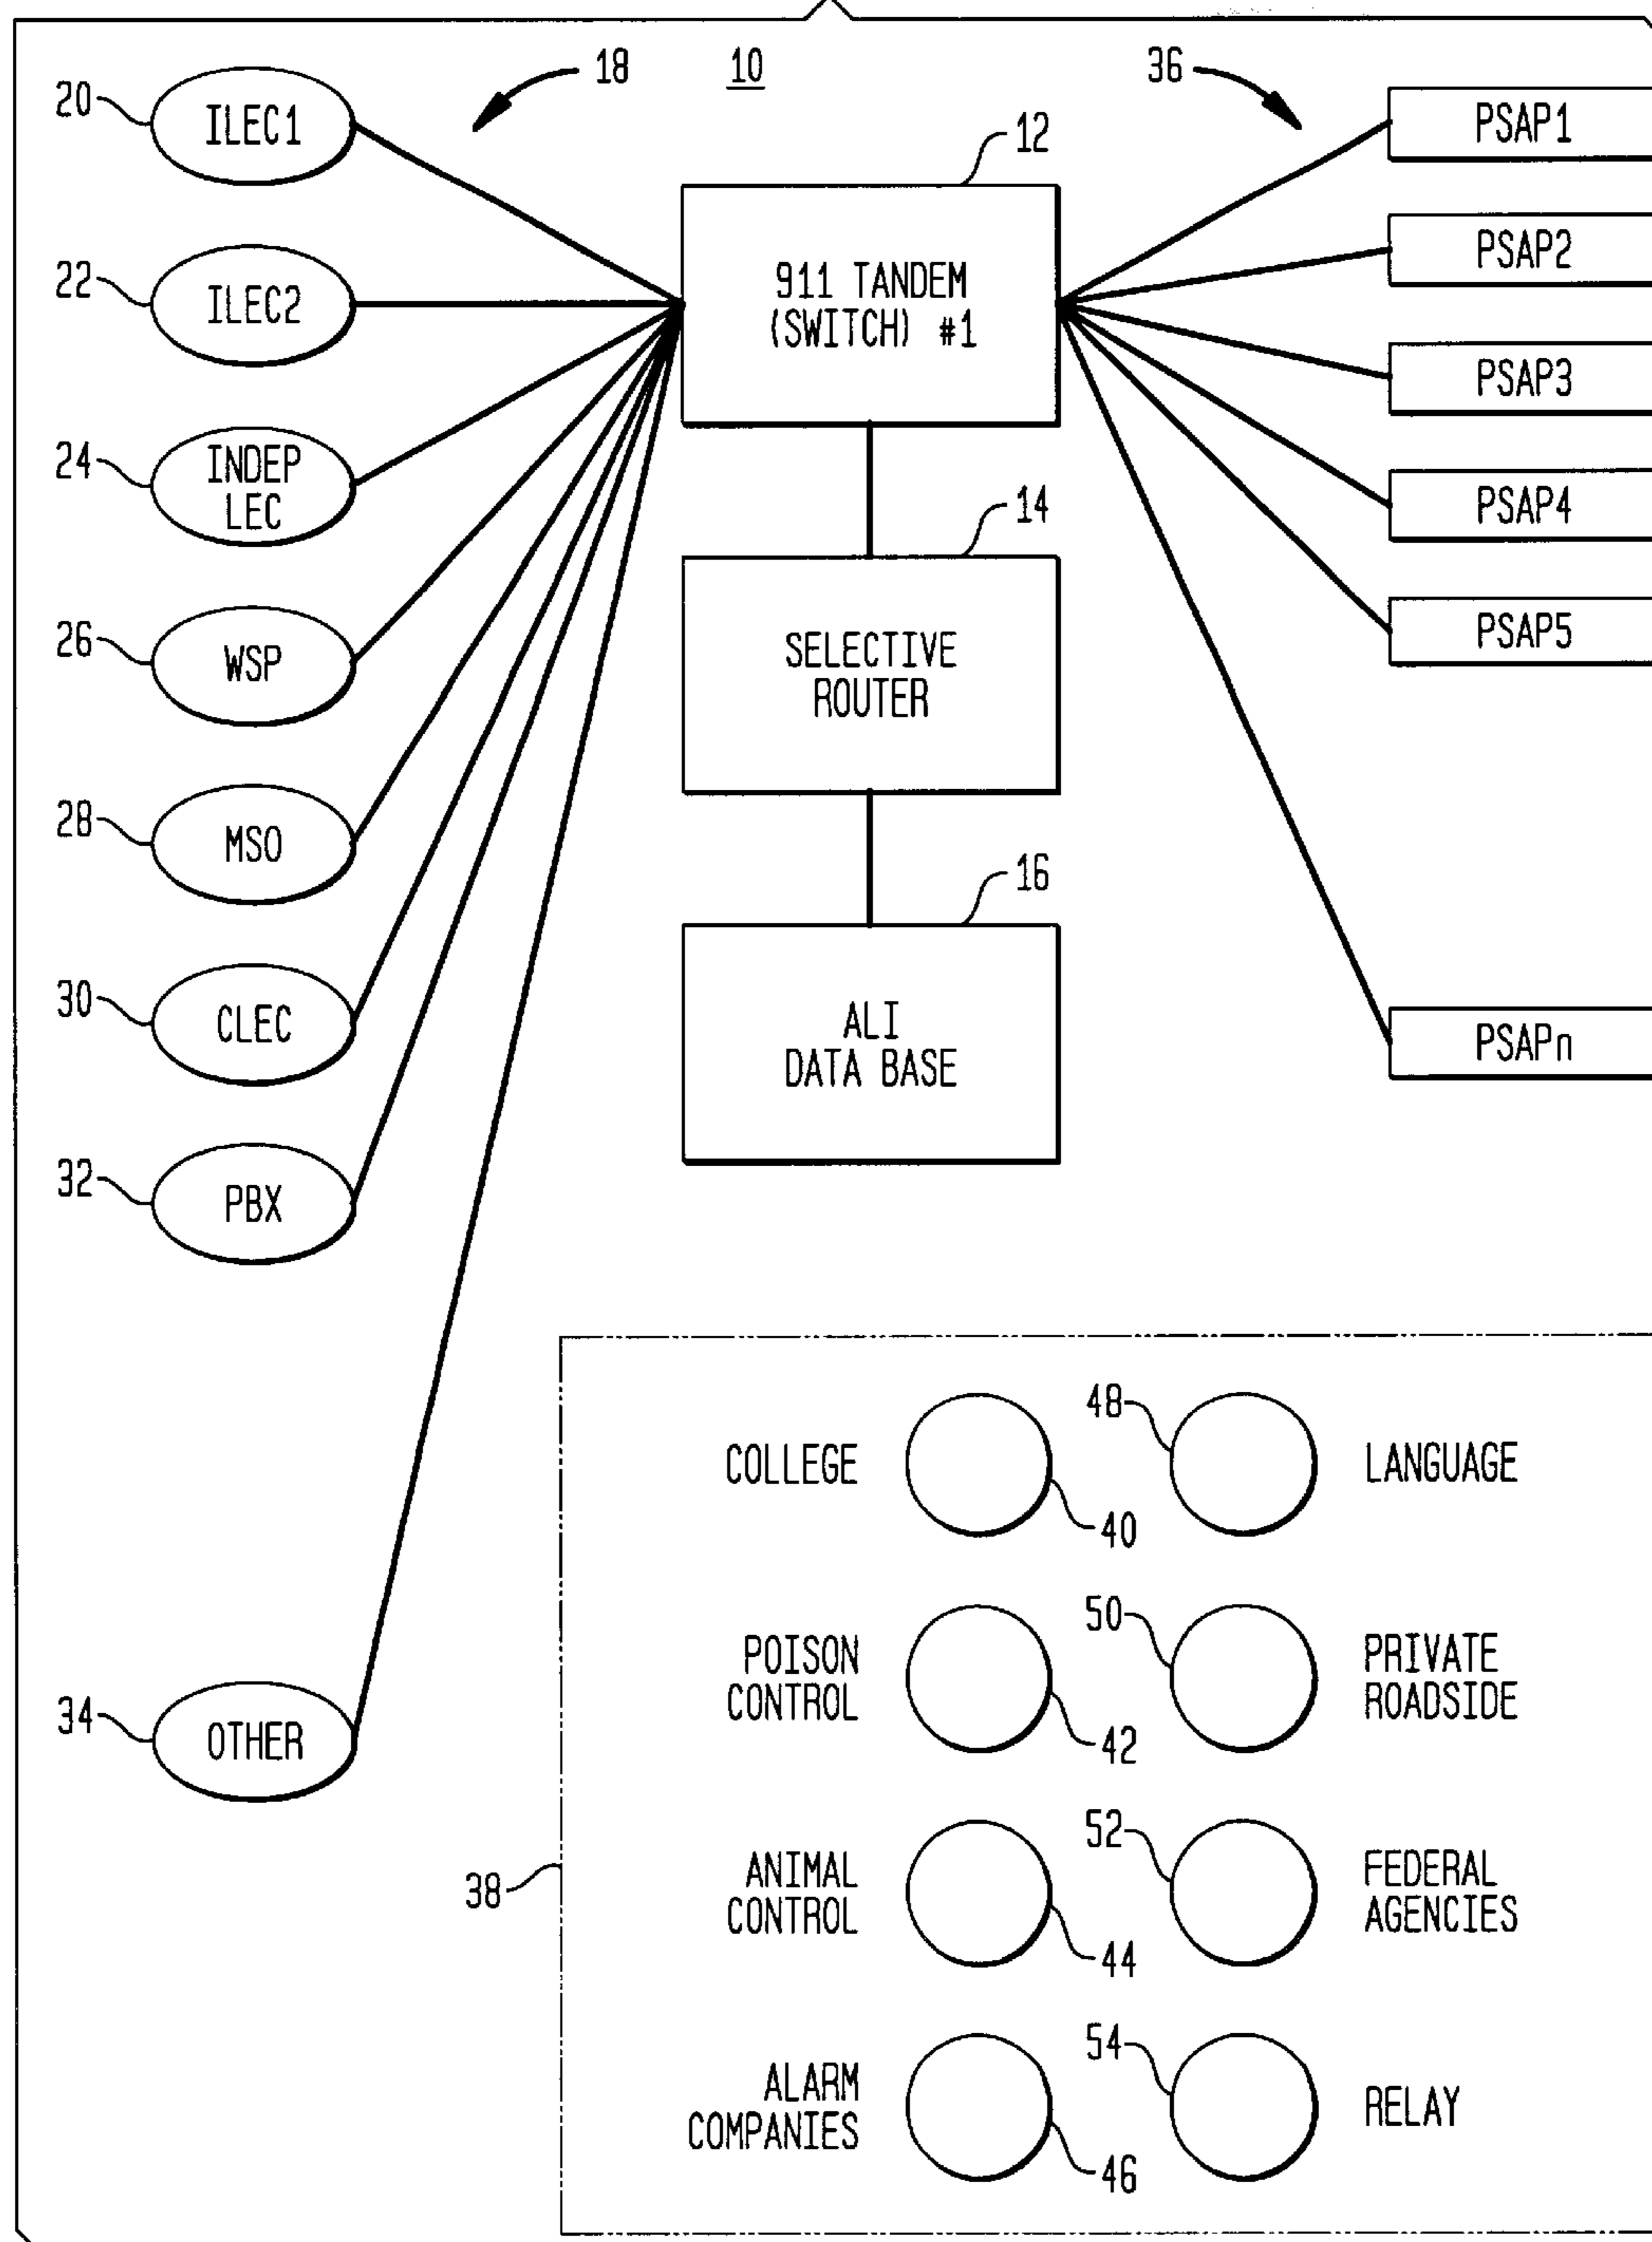 18
10
36
20
ILEC1
PSAP1
12
22
ILEC2
911 TANDEM
(SWITCH) #1
PSAP2
PSAP3
24
INDEP
LEC
14
PSAP4
26
WSP
SELECTIVE
ROUTER
PSAP5
28
MSO
16
30
CLEC
ALI
DATA BASE
PSAPn
32
PBX
COLLEGE
40
48
LANGUAGE
POISON
CONTROL
42
50
PRIVATE
ROADSIDE
34
OTHER
38
ANIMAL
CONTROL
44
52
FEDERAL
AGENCIES
ALARM
COMPANIES
46
54
RELAY